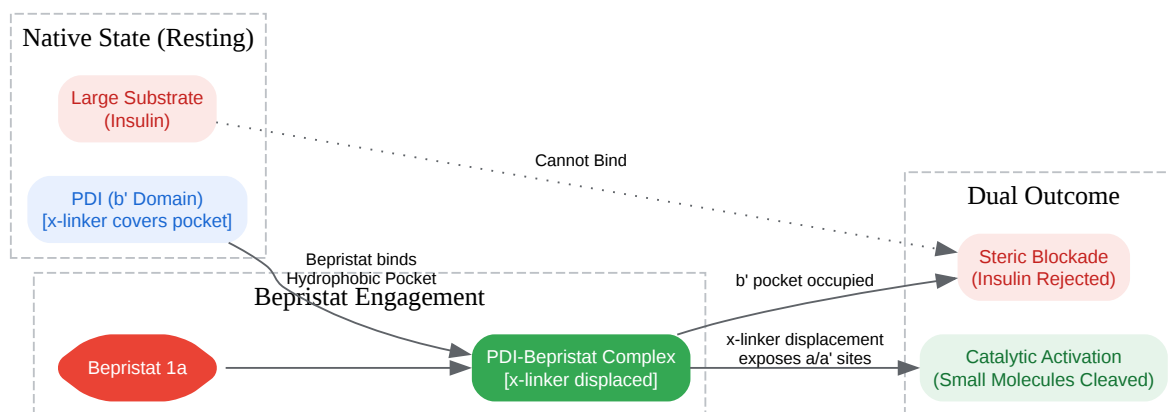 Native State (Resting)
Large Substrate
(Insulin)
PDI (b' Domain)
[x-linker covers pocket]
Cannot Bind
Bepristat binds
Hydrophobic Pocket
Bepristat Engagement
Bepristat 1a
PDI-Bepristat Complex
[x-linker displaced]
b' pocket occupied
x-linker displacement
exposes a/a' sites
Dual Outcome
Steric Blockade
(Insulin Rejected)
Catalytic Activation
(Small Molecules Cleaved)